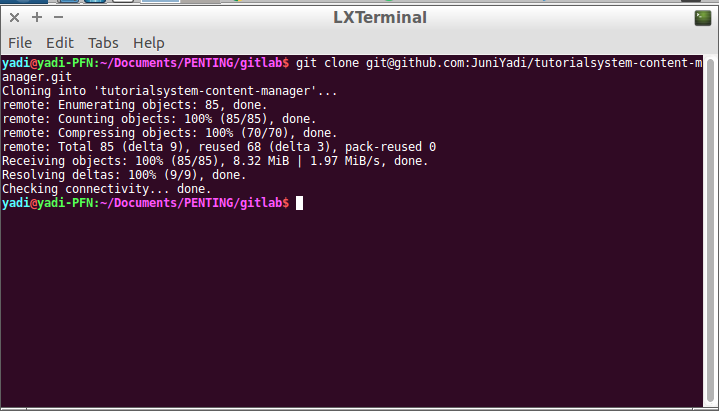 LXTerminal
File Edit Tabs Help
yadi@yadi-PFN:~/Documents/PENTING/gitlab$ git clone git@github.com:JuniYadi/tutorialsystem-content-m
anager.git
Cloning into 'tutorialsystem-content-manager'...
remote: Enumerating objects: 85, done.
remote: Counting objects: 100% (85/85), done.
remote: Compressing objects: 100% (70/70), done.
remote: Total 85 (delta 9), reused 68 (delta 3), pack-reused 0
Receiving objects: 100% (85/85), 8.32 MiB | 1.97 MiB/s, done.
Resolving deltas: 100% (9/9), done.
Checking connectivity... done.
yadi@yadi-PFN:~/Documents/PENTING/gitlab$